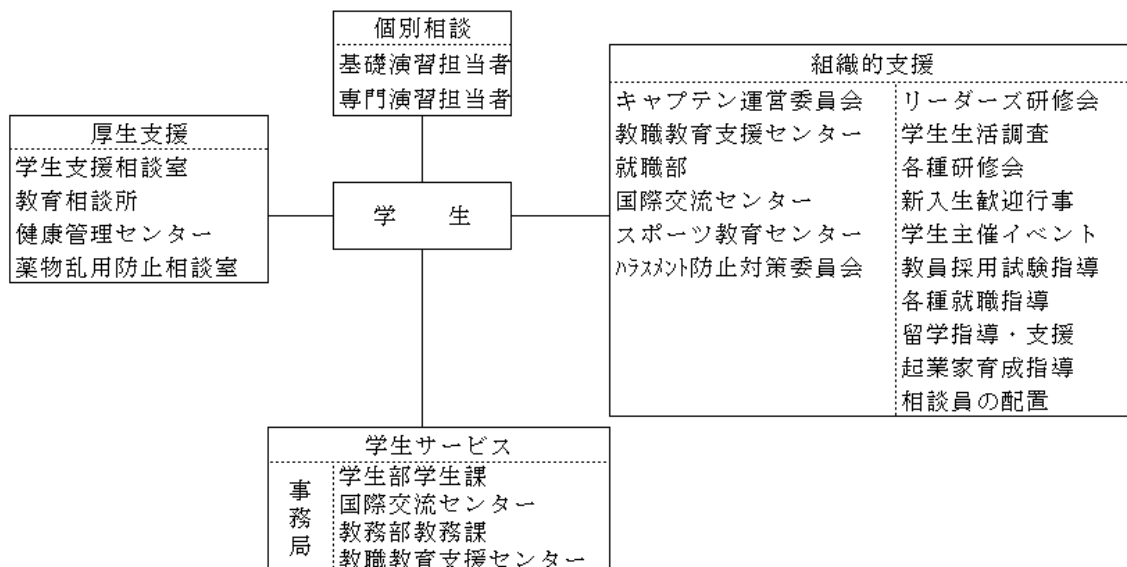 個別相談
基礎演習担当者
専門演習担当者
組織的支援
キャプテン運営委員会
教職教育支援センター
就職部
国際交流センター
スポーツ教育センター
ハラスメント防止対策委員会
リーダーズ研修会
学生生活調査
各種研修会
新入生歓迎行事
学生主催イベント
教員採用試験指導
各種就職指導
留学指導・支援
起業家育成指導
相談員の配置
厚生支援
学生支援相談室
教育相談所
健康管理センター
薬物乱用防止相談室
学 生
学生サービス
事務局
学生部学生課
国際交流センター
教務部教務課
教職教育支援センター